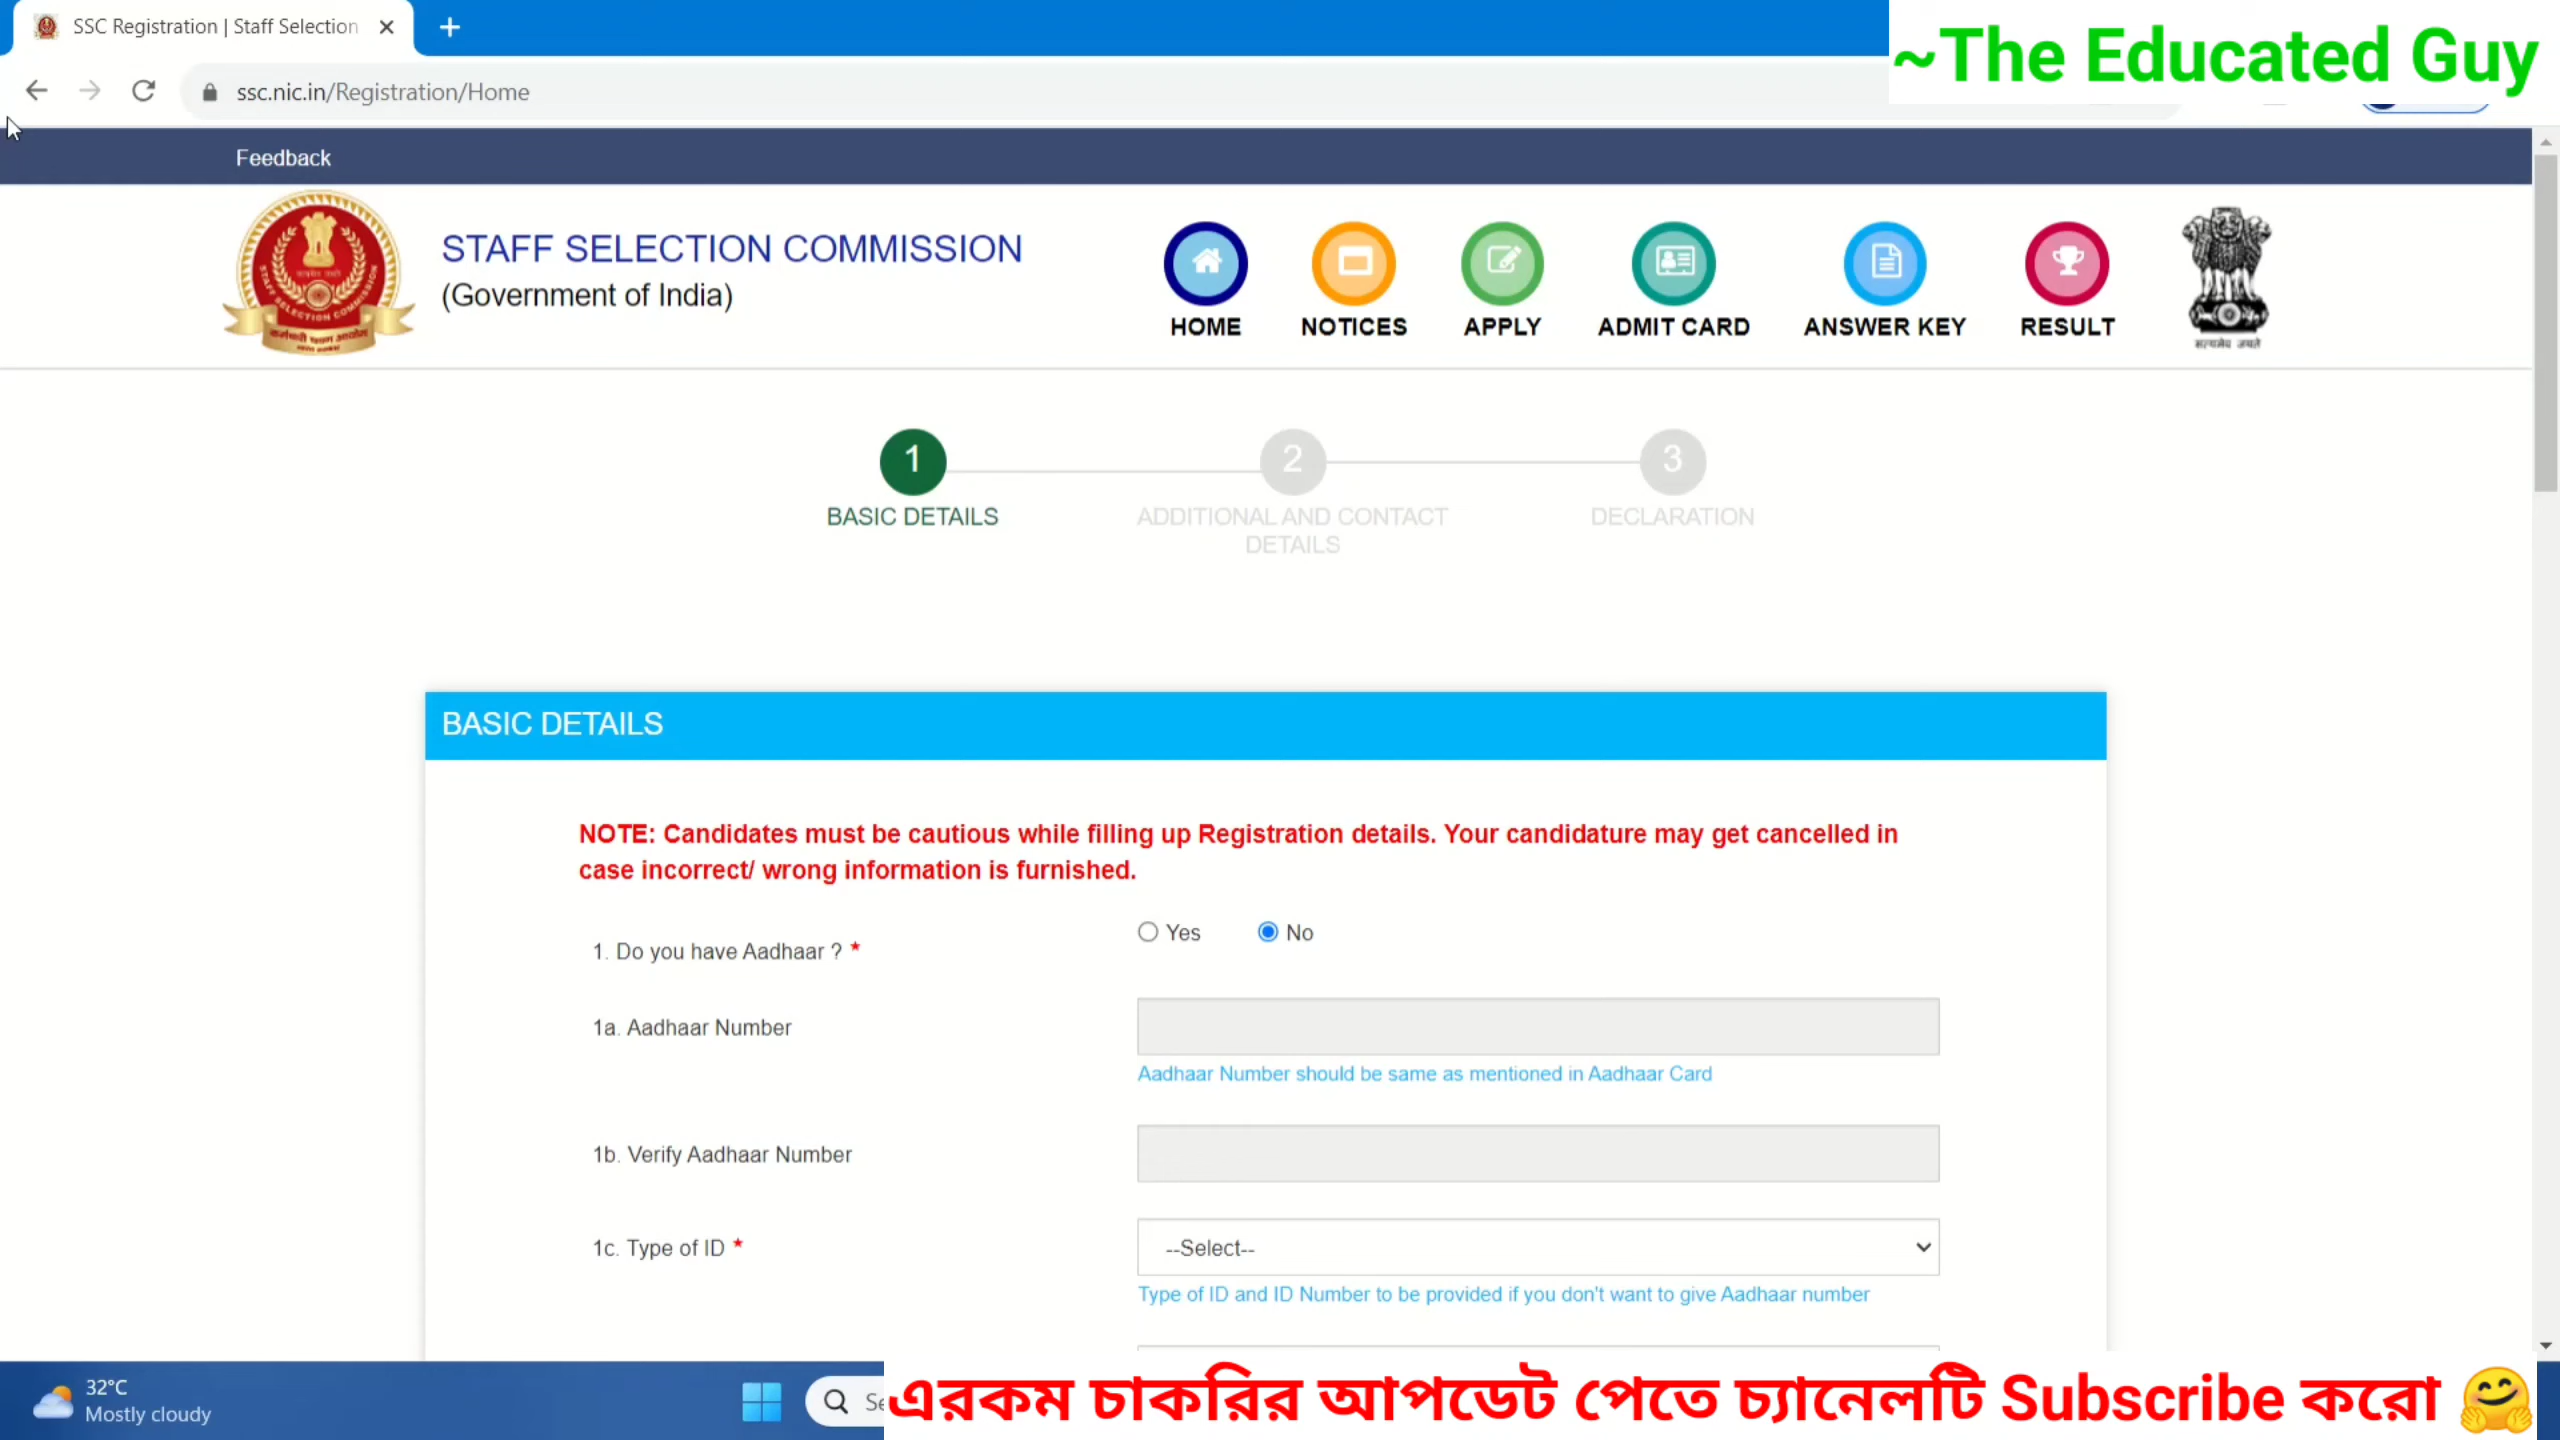 SSC Registration | Staff Selection
~The Educated Guy
ssc.nic.in/Registration/Home
Feedback
STAFF SELECTION COMMISSION
(Government of India)
HOME
NOTICES
APPLY
ADMIT CARD
ANSWER KEY
RESULT
सत्यमेव जयते
1
2
3
BASIC DETAILS
ADDITIONAL AND CONTACT
DETAILS
DECLARATION
BASIC DETAILS
NOTE: Candidates must be cautious while filling up Registration details. Your candidature may get cancelled in
case incorrect/ wrong information is furnished.
1. Do you have Aadhaar ? *
Yes
No
1a. Aadhaar Number
Aadhaar Number should be same as mentioned in Aadhaar Card
1b. Verify Aadhaar Number
1c. Type of ID *
--Select--
Type of ID and ID Number to be provided if you don't want to give Aadhaar number
32°C
Mostly cloudy
এরকম চাকরির আপডেট পেতে চ্যানেলটি Subscribe করো 🤗